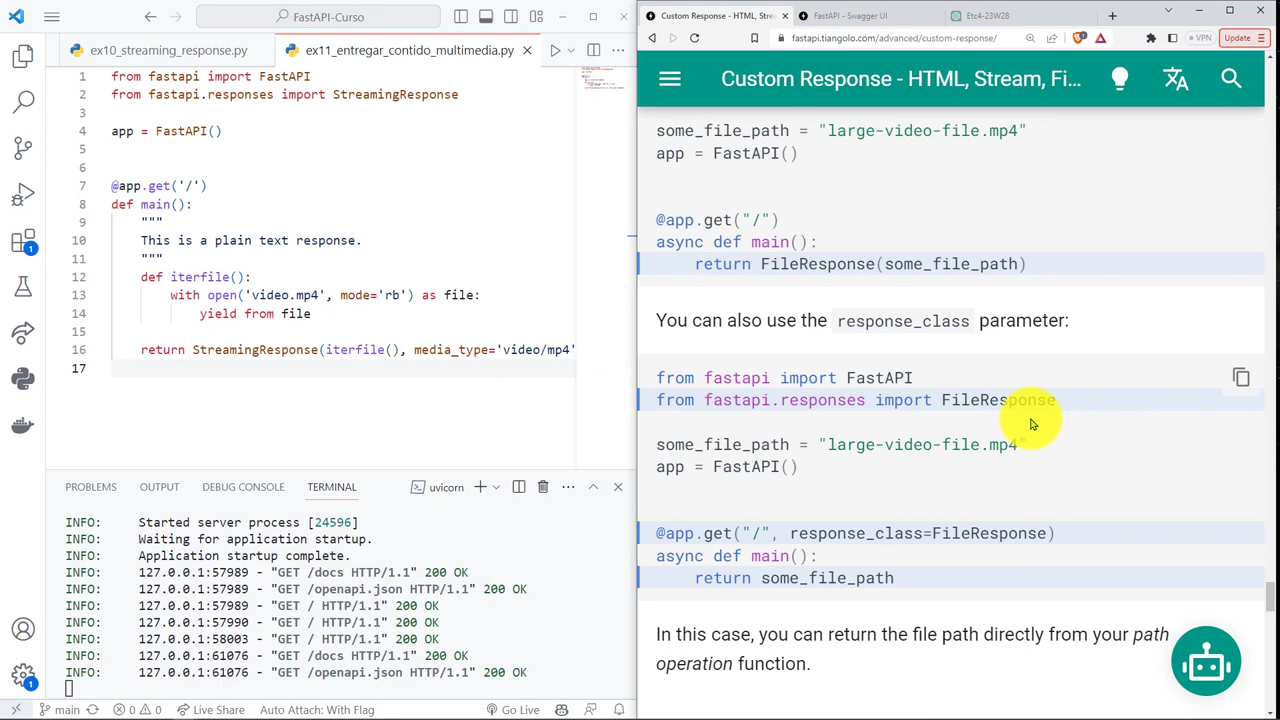 FastAPI-Curso
ex10_streaming_response.py
ex11_entregar_contido_multimedia.py
1 from fastapi import FastAPI
2 from fastapi.responses import StreamingResponse
3
4 app = FastAPI()
5
6
7 @app.get('/')
8 def main():
9 """
10 This is a plain text response.
11 """
12 def iterfile():
13 with open('video.mp4', mode='rb') as file:
14 yield from file
15
16 return StreamingResponse(iterfile(), media_type='video/mp4'
17
1
1
PROBLEMS OUTPUT DEBUG CONSOLE TERMINAL uvicorn
INFO: Started server process [24596]
INFO: Waiting for application startup.
INFO: Application startup complete.
INFO: 127.0.0.1:57989 - "GET /docs HTTP/1.1" 200 OK
INFO: 127.0.0.1:57989 - "GET /openapi.json HTTP/1.1" 200 OK
INFO: 127.0.0.1:57989 - "GET / HTTP/1.1" 200 OK
INFO: 127.0.0.1:57990 - "GET / HTTP/1.1" 200 OK
INFO: 127.0.0.1:58003 - "GET / HTTP/1.1" 200 OK
INFO: 127.0.0.1:61076 - "GET /docs HTTP/1.1" 200 OK
INFO: 127.0.0.1:61076 - "GET /openapi.json HTTP/1.1" 200 OK
main 0 0 Live Share Auto Attach: With Flag Go Live
Custom Response - HTML, Stre
FastAPI - Swagger UI
Etc4-23W28
fastapi.tiangolo.com/advanced/custom-response/
VPN
Update
Custom Response - HTML, Stream, Fi...
some_file_path = "large-video-file.mp4"
app = FastAPI()
@app.get("/")
async def main():
return FileResponse(some_file_path)
You can also use the response_class parameter:
from fastapi import FastAPI
from fastapi.responses import FileResponse
some_file_path = "large-video-file.mp4"
app = FastAPI()
@app.get("/", response_class=FileResponse)
async def main():
return some_file_path
In this case, you can return the file path directly from your path
operation function.